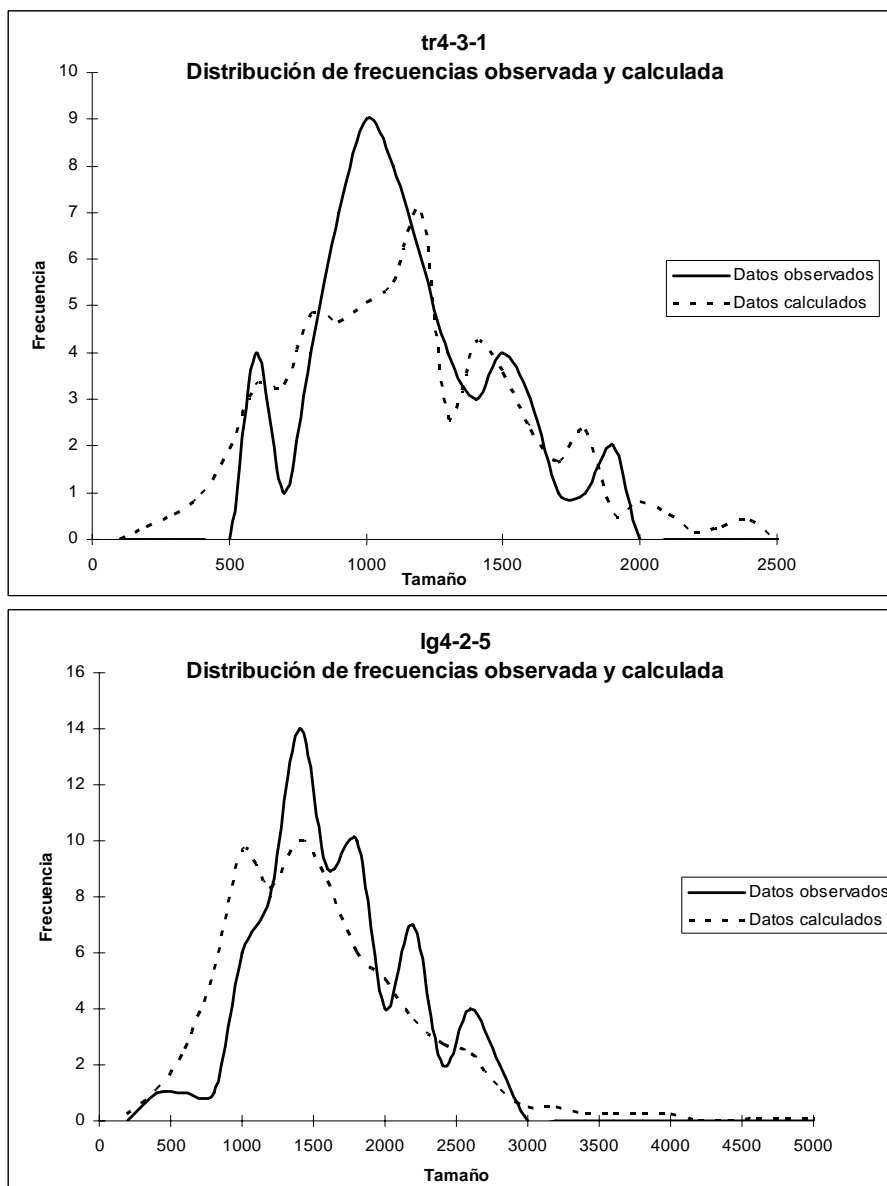 tr4-3-1
Distribución de frecuencias observada y calculada
10
9
8
7
6
5
4
3
2
1
0
Frecuencia
0 500 1000 1500 2000 2500
Tamaño
Datos observados
Datos calculados
lg4-2-5
Distribución de frecuencias observada y calculada
16
14
12
10
8
6
4
2
0
Frecuencia
0 500 1000 1500 2000 2500 3000 3500 4000 4500 5000
Tamaño
Datos observados
Datos calculados